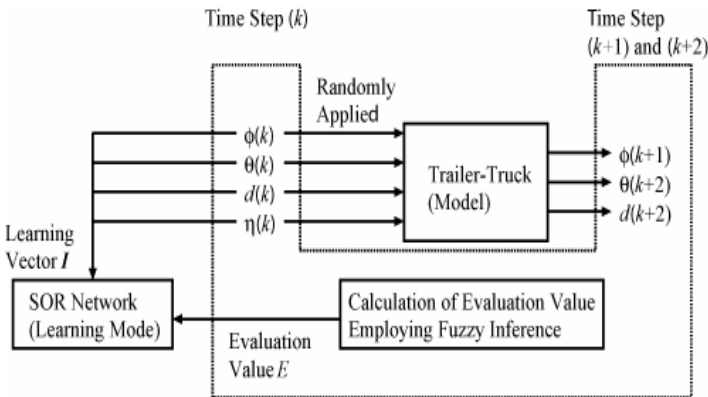 Time Step (k)
Time Step
(k+1) and (k+2)
Randomly
Applied
ϕ(k)
θ(k)
d(k)
η(k)
Trailer-Truck
(Model)
ϕ(k+1)
θ(k+2)
d(k+2)
Learning
Vector I
SOR Network
(Learning Mode)
Calculation of Evaluation Value
Employing Fuzzy Inference
Evaluation
Value E